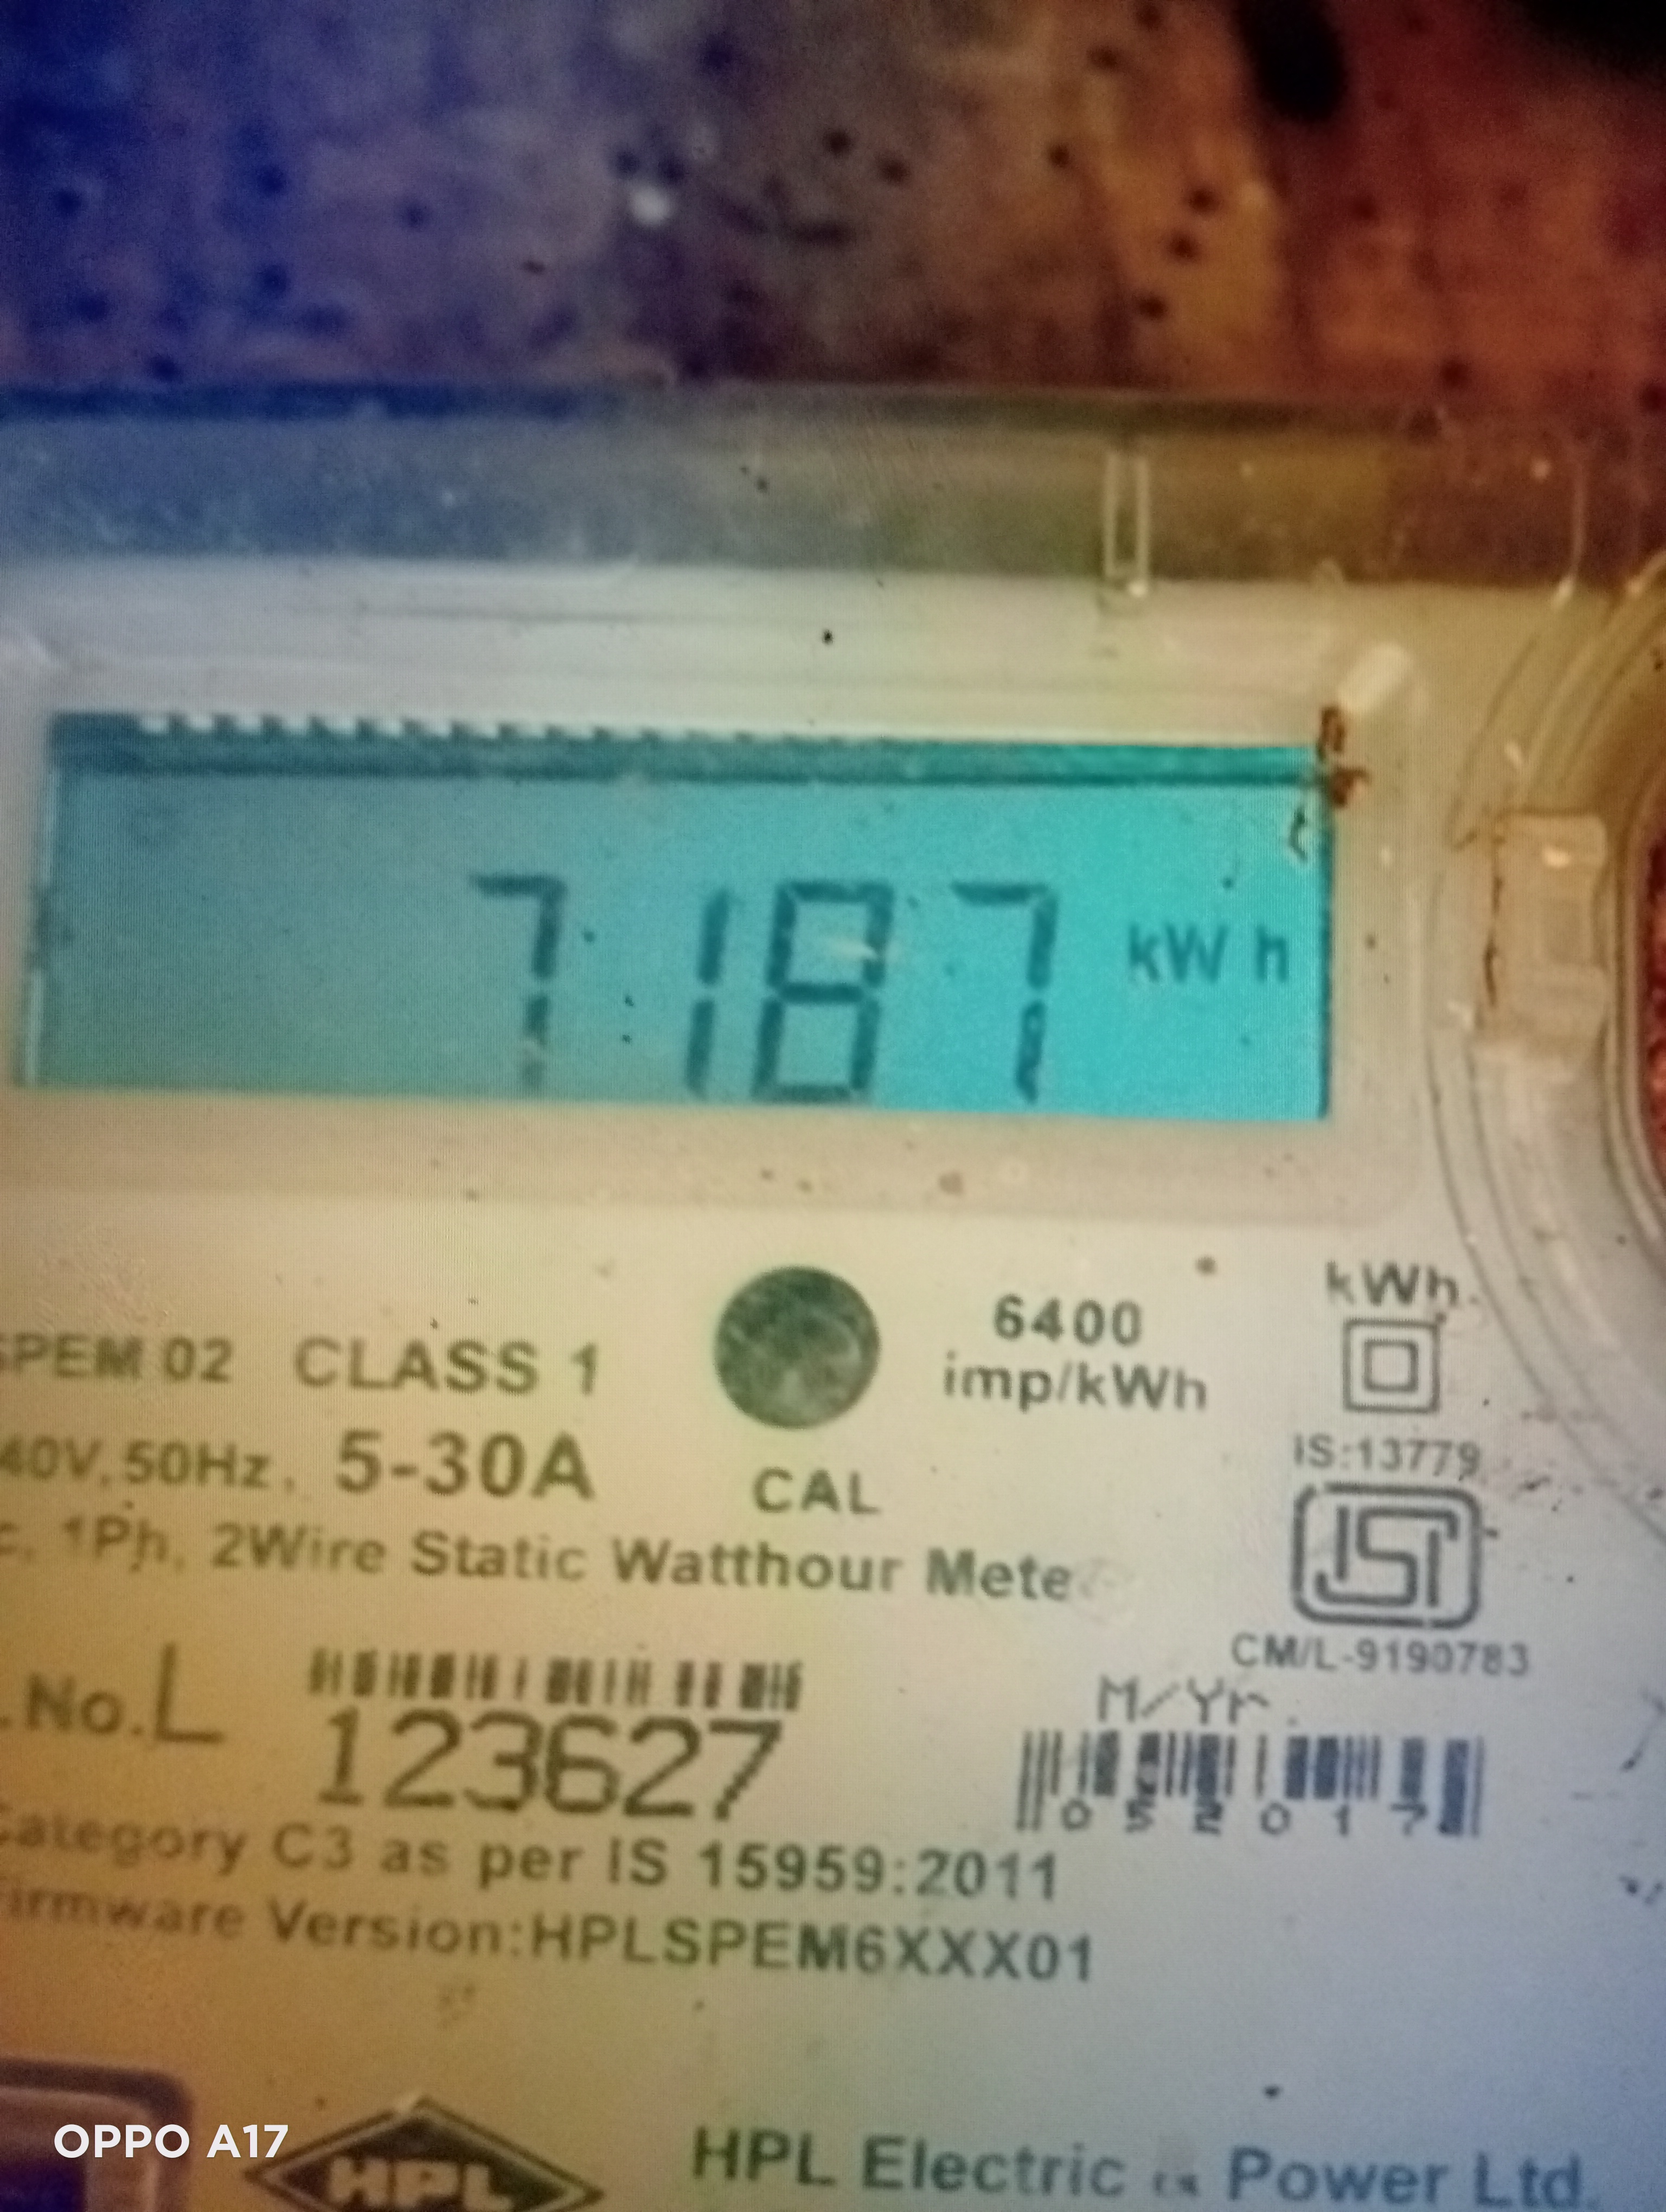 7187 kWh
SPEM 02 CLASS 1
6400
imp/kWh
kWh
40V, 50Hz, 5-30A
CAL
IS:13779
ISI
1Ph, 2Wire Static Watthour Mete
CM/L-9190783
.No.L
123627
M/Yr.
052017
Category C3 as per IS 15959:2011
Firmware Version:HPLSPEM6XXX01
HPL
HPL Electric & Power Ltd.
OPPO A17